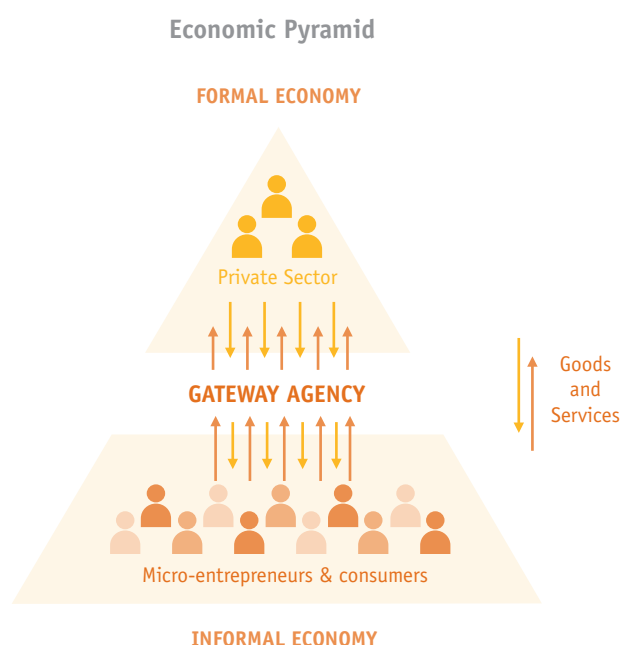 Economic Pyramid
FORMAL ECONOMY
Private Sector
GATEWAY AGENCY
Goods
and
Services
Micro-entrepreneurs & consumers
INFORMAL ECONOMY